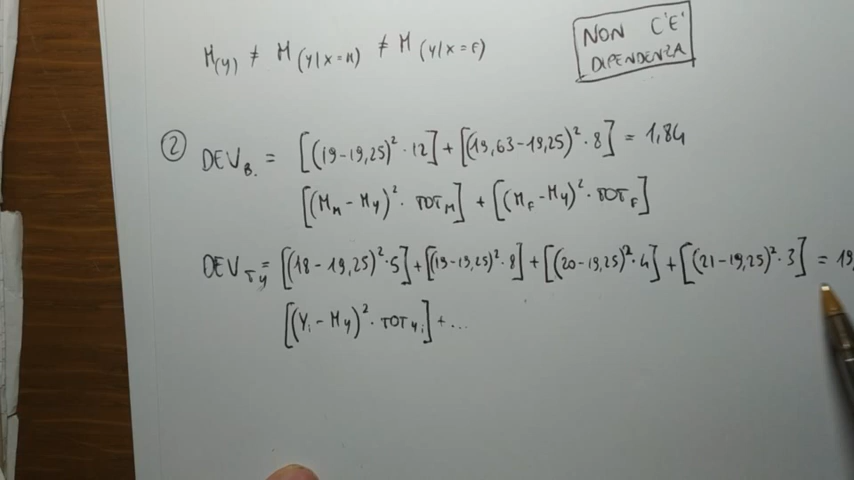 M(y) ≠ M (Y/X=M) ≠ M (Y/X=F)
NON C'E'
DIPENDENZA
② DEV B. = [(19-19,25)²·12]+[(19,63-19,25)²·8] = 1,84
[(M_M - M_y)²· TOT_M] + [(M_F - M_y)²· TOT_F]
DEV_Ty = [(18-19,25)²·5]+[(19-19,25)²·8]+[(20-19,25)²·4]+[(21-19,25)²·3] = 19,
[(Y_i - M_y)²· TOT_yi] + ...